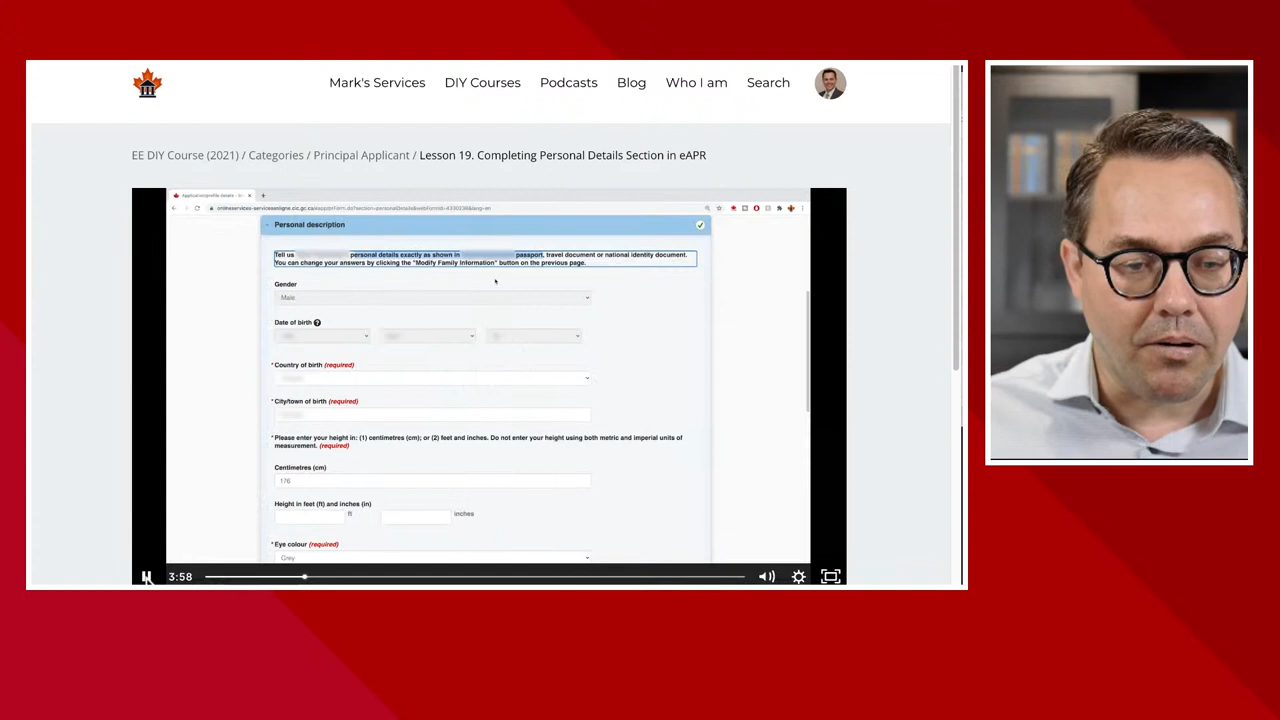 Mark's Services DIY Courses Podcasts Blog Who I am Search
EE DIY Course (2021) / Categories / Principal Applicant / Lesson 19. Completing Personal Details Section in eAPR
Personal description
Tell us personal details exactly as shown in passport, travel document or national identity document.
You can change your answers by clicking the "Modify Family Information" button on the previous page.
Gender
Male
Date of birth
*Country of birth (required)
*City/town of birth (required)
*Please enter your height in: (1) centimetres (cm); or (2) feet and inches. Do not enter your height using both metric and imperial units of
measurement. (required)
Centimetres (cm)
176
Height in feet (ft) and inches (in)
ft inches
*Eye colour (required)
Grey
3:58